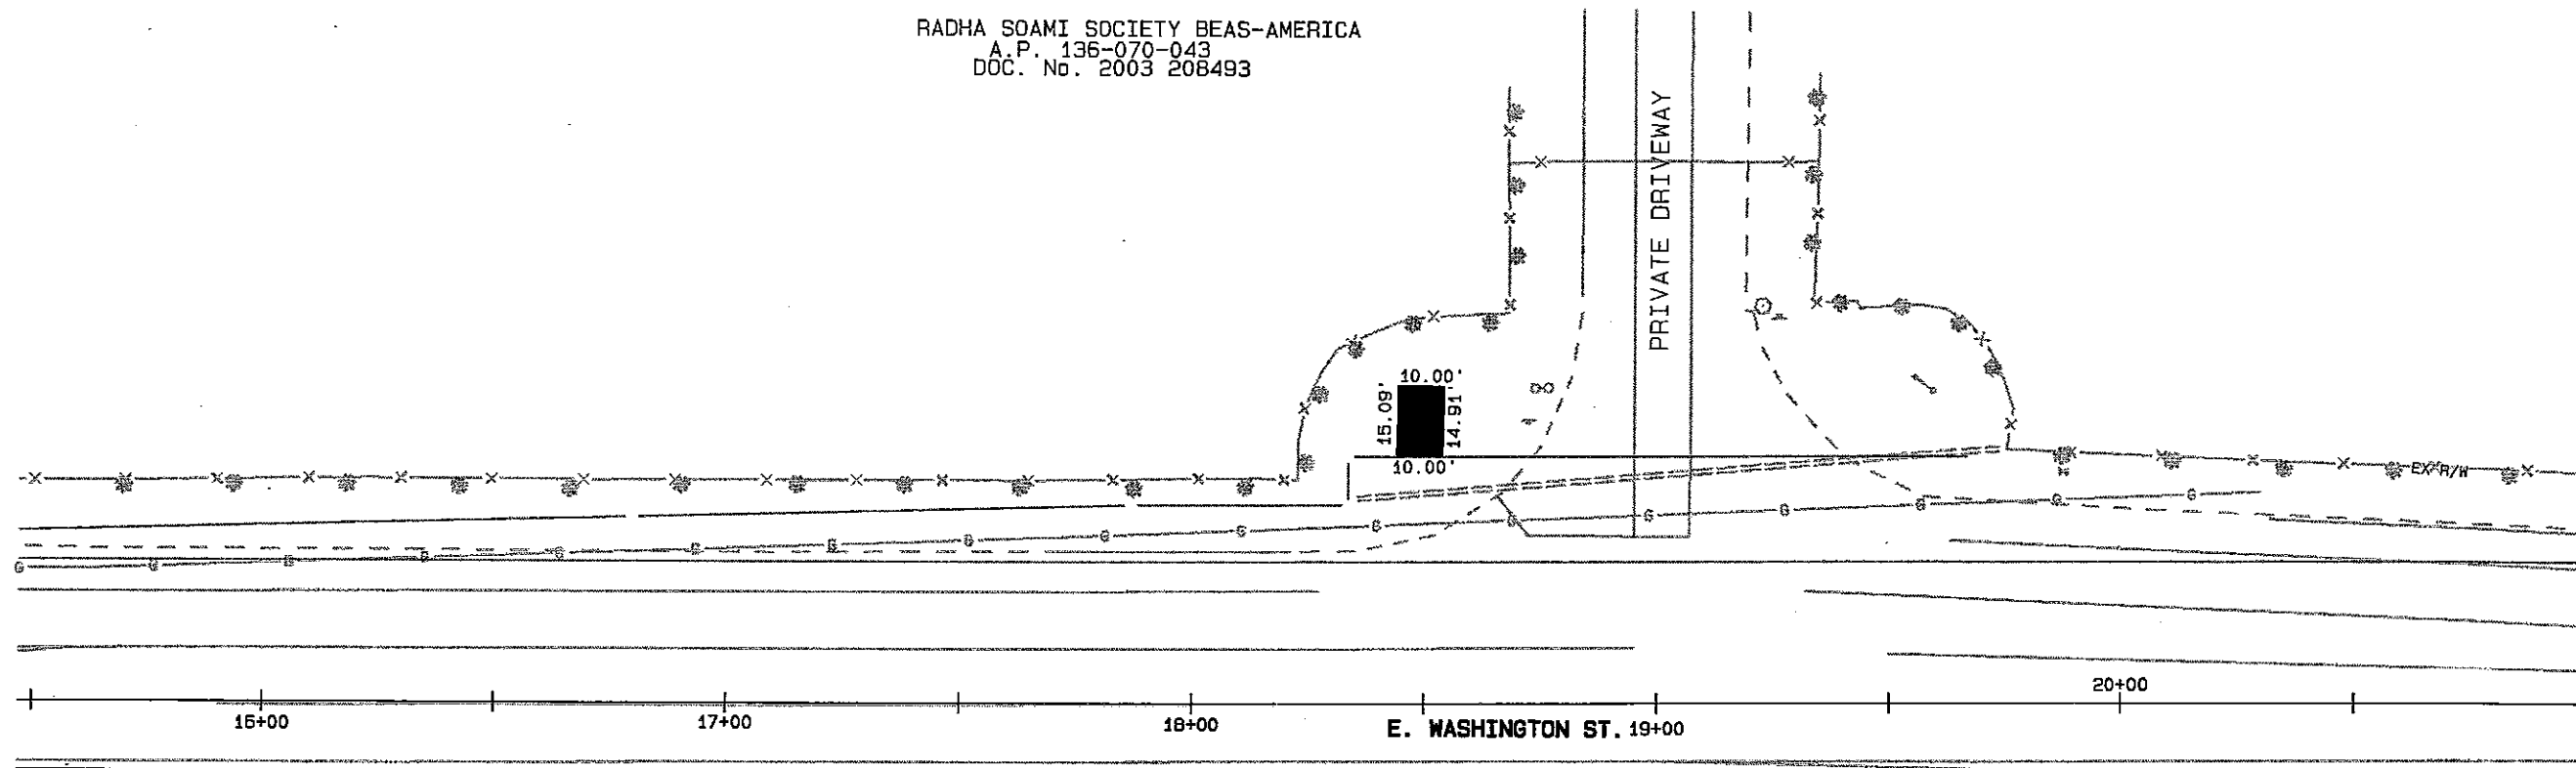 RADHA SOAMI SOCIETY BEAS-AMERICA
A.P. 136-070-043
DOC. No. 2003 208493
PRIVATE DRIVEWAY
10.00'
15.09'
14.91'
10.00'
EX R/W
G G G G G G G G G G G G G G G G G
20+00
16+00
17+00
18+00
E. WASHINGTON ST. 19+00